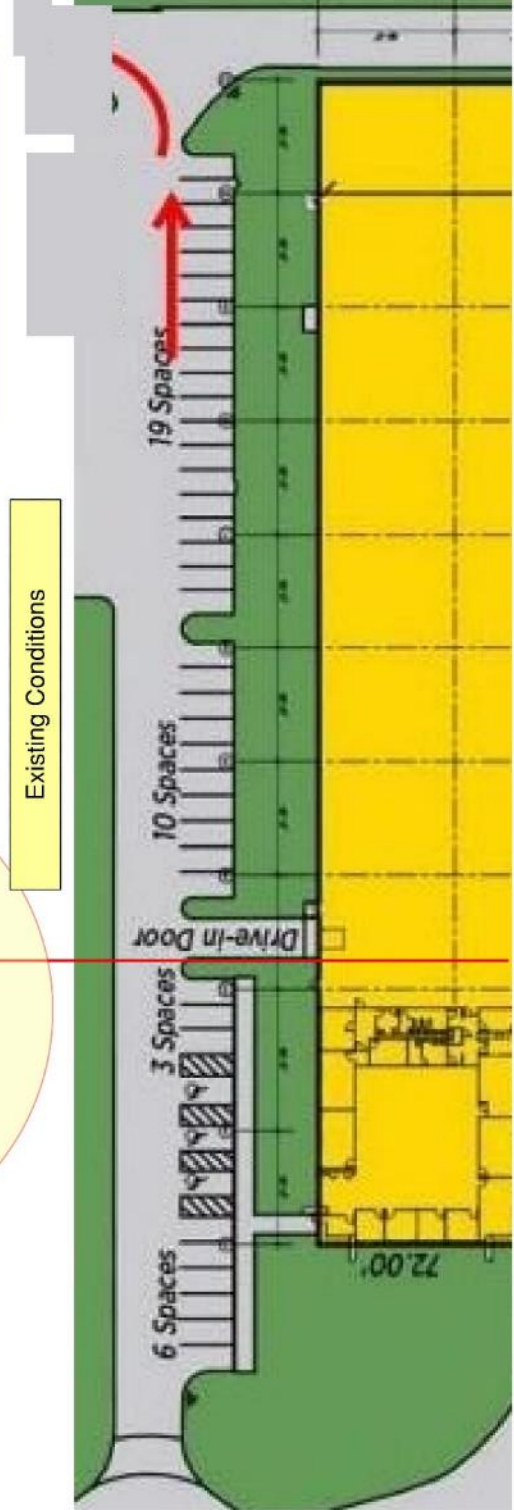 19 Spaces
Existing Conditions
10 Spaces
Drive-in Door
3 Spaces
6 Spaces
72.00'